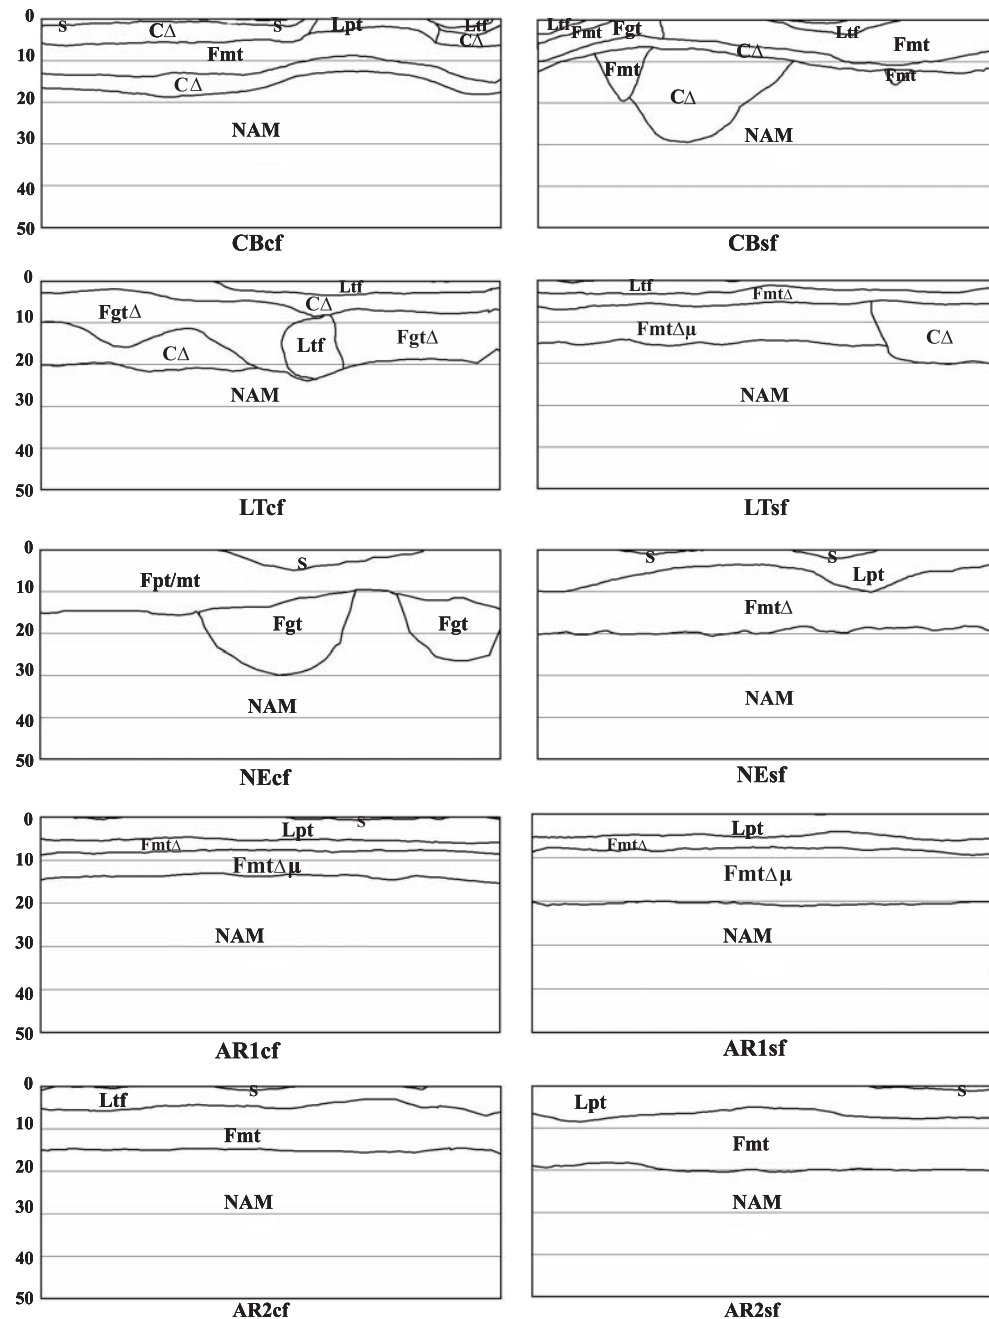 0
10
20
30
40
50
S
CΔ
S
Lpt
Ltf
CΔ
Fmt
CΔ
NAM
CBcf
Ltf
Fmt
Fgt
Ltf
Fmt
CΔ
Fmt
Fmt
CΔ
NAM
CBsf
0
10
20
30
40
50
Ltf
CΔ
FgtΔ
Ltf
FgtΔ
CΔ
NAM
LTcf
Ltf
FmtΔ
FmtΔμ
CΔ
NAM
LTsf
0
10
20
30
40
50
S
Fpt/mt
Fgt
Fgt
NAM
NEcf
S
S
Lpt
FmtΔ
NAM
NEsf
0
10
20
30
40
50
S
Lpt
FmtΔ
FmtΔμ
NAM
AR1cf
Lpt
FmtΔ
FmtΔμ
NAM
AR1sf
0
10
20
30
40
50
S
Ltf
Fmt
NAM
AR2cf
S
Lpt
Fmt
NAM
AR2sf